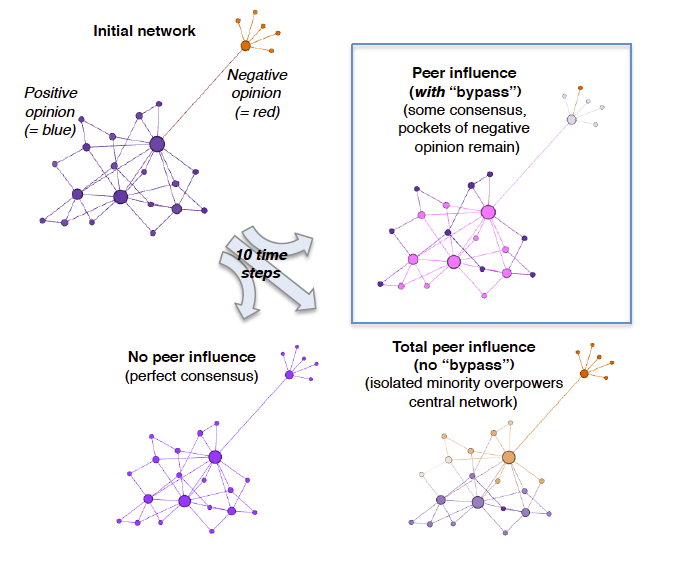 Initial network
Positive
opinion
(= blue)
Negative
opinion
(= red)
Peer influence
(with “bypass”)
(some consensus,
pockets of negative
opinion remain)
10 time
steps
No peer influence
(perfect consensus)
Total peer influence
(no “bypass”)
(isolated minority overpowers
central network)